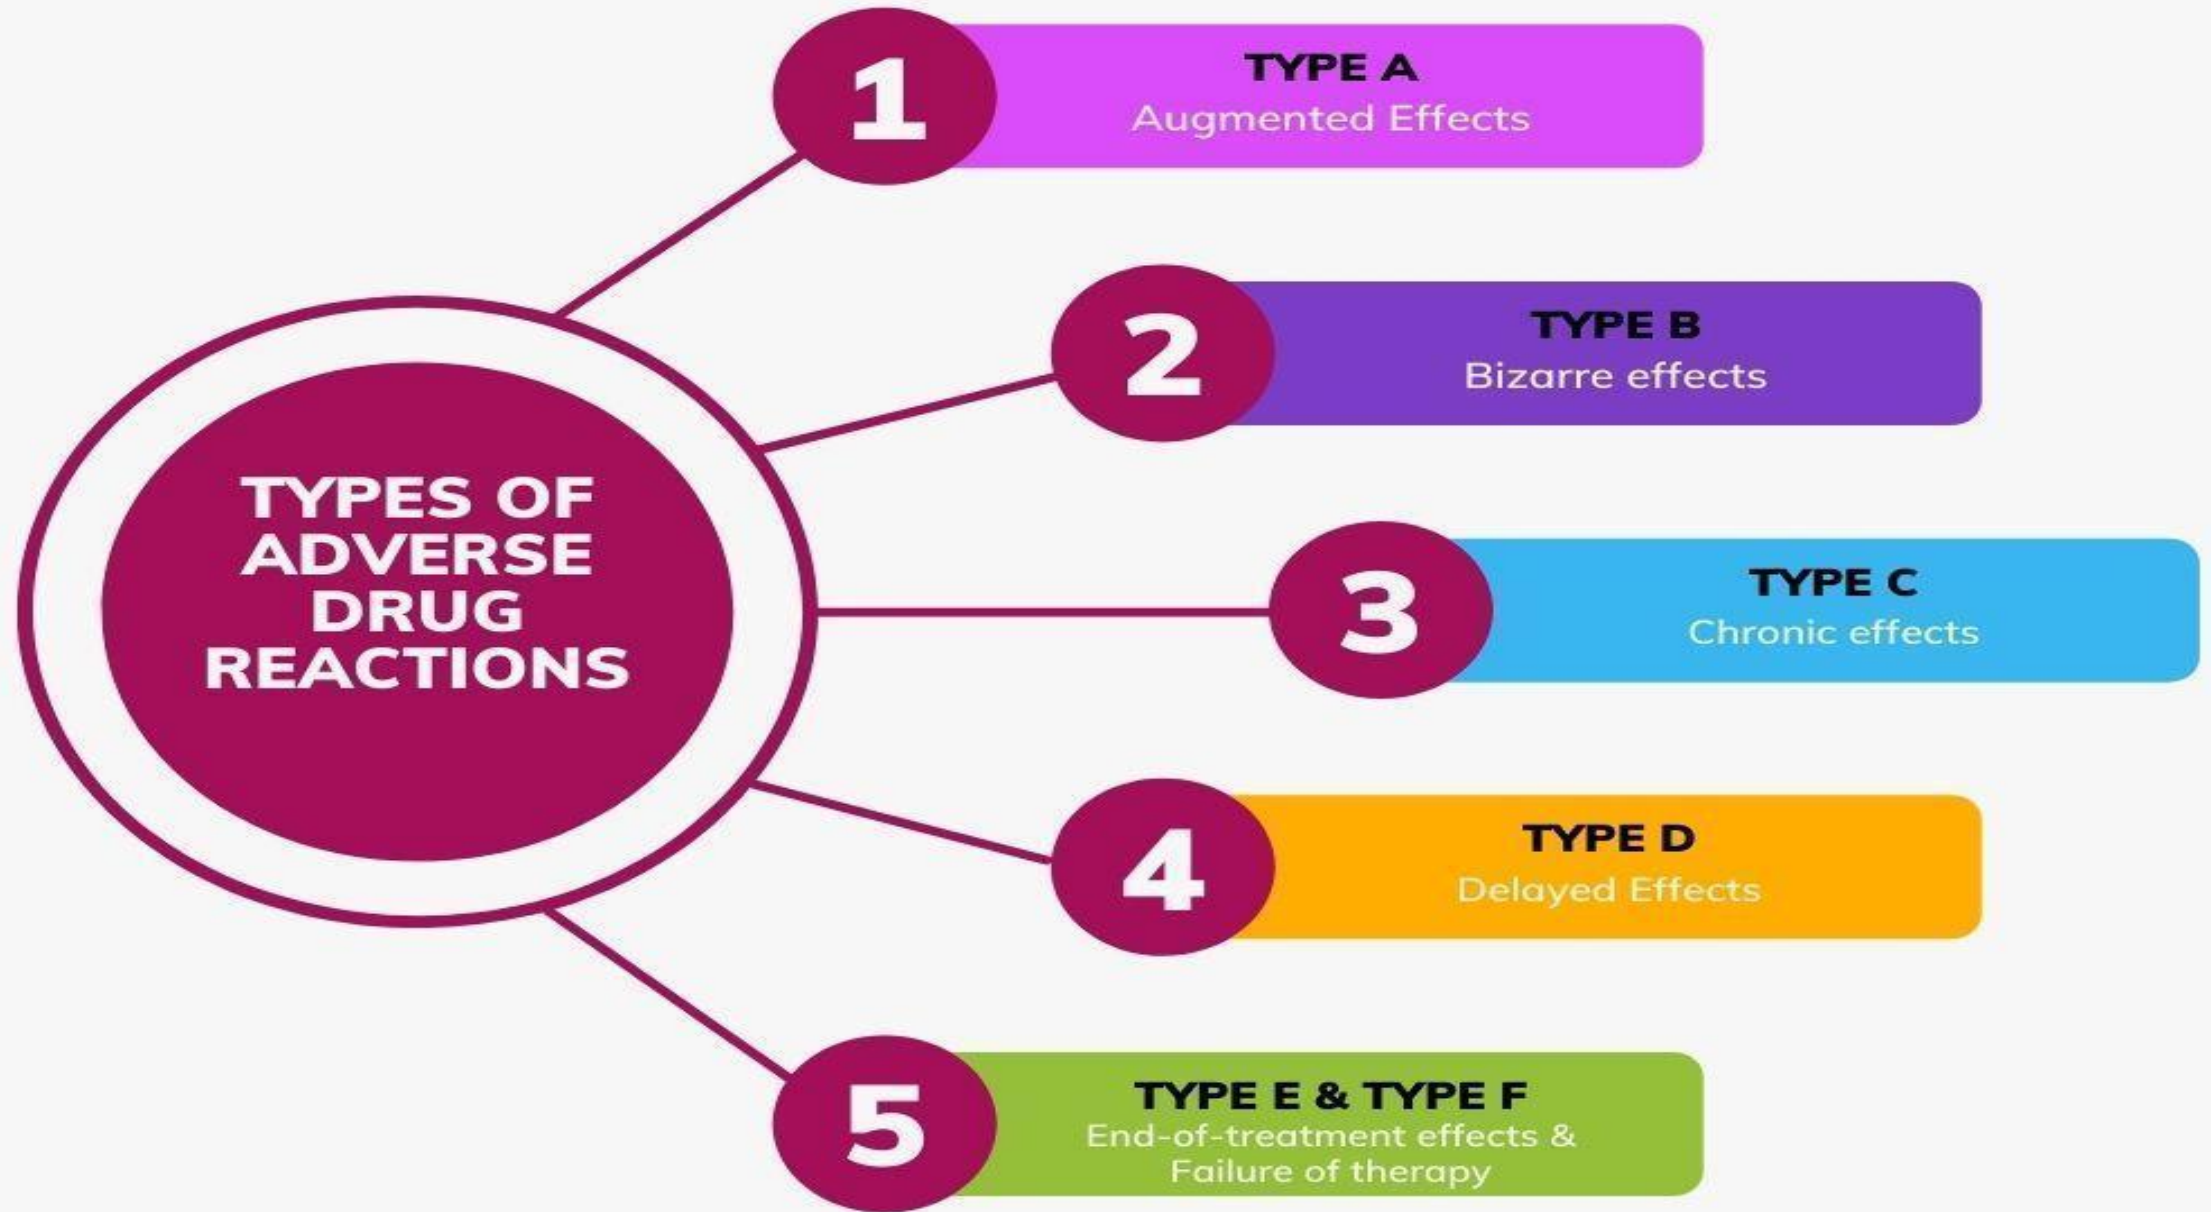 TYPES OF
ADVERSE
DRUG
REACTIONS
1
TYPE A
Augmented Effects
2
TYPE B
Bizarre effects
3
TYPE C
Chronic effects
4
TYPE D
Delayed Effects
5
TYPE E & TYPE F
End-of-treatment effects &
Failure of therapy